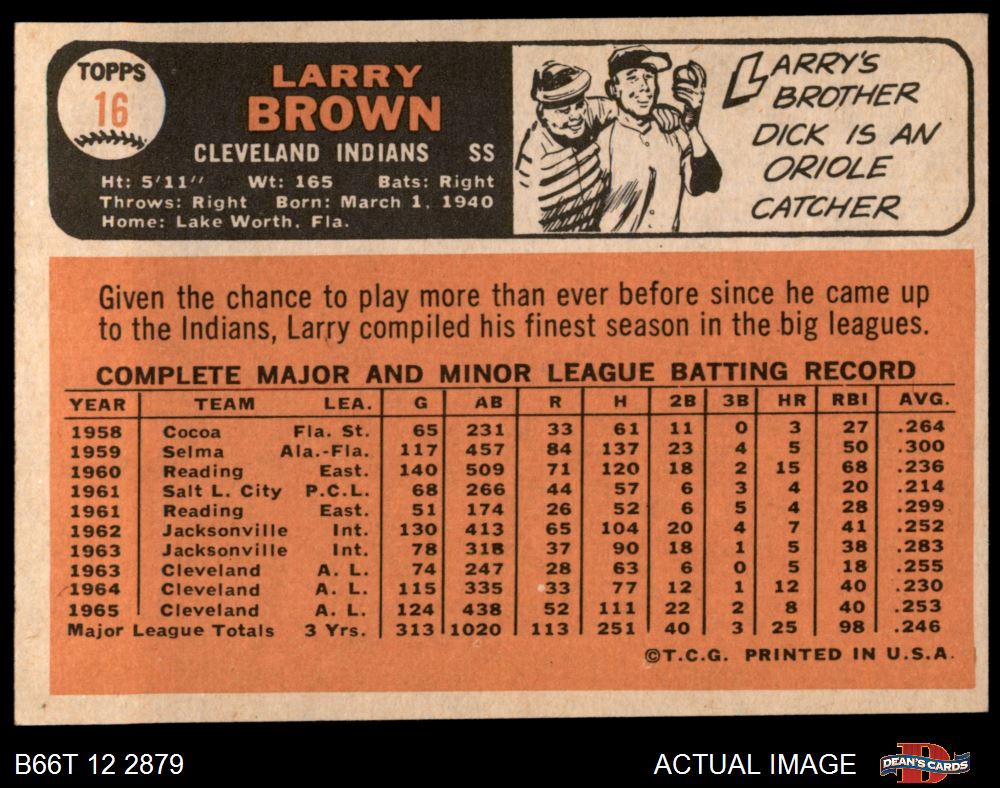 TOPPS
16
LARRY
BROWN
CLEVELAND INDIANS SS
Ht: 5'11" Wt: 165 Bats: Right
Throws: Right Born: March 1, 1940
Home: Lake Worth, Fla.
LARRY'S
BROTHER
DICK IS AN
ORIOLE
CATCHER
Given the chance to play more than ever before since he came up
to the Indians, Larry compiled his finest season in the big leagues.
COMPLETE MAJOR AND MINOR LEAGUE BATTING RECORD
YEAR TEAM LEA. G AB R H 2B 3B HR RBI AVG.
1958 Cocoa Fla. St. 65 231 33 61 11 0 3 27 .264
1959 Selma Ala.-Fla. 117 457 84 137 23 4 5 50 .300
1960 Reading East. 140 509 71 120 18 2 15 68 .236
1961 Salt L. City P.C.L. 68 266 44 57 6 3 4 20 .214
1961 Reading East. 51 174 26 52 6 5 4 28 .299
1962 Jacksonville Int. 130 413 65 104 20 4 7 41 .252
1963 Jacksonville Int. 78 318 37 90 18 1 5 38 .283
1963 Cleveland A. L. 74 247 28 63 6 0 5 18 .255
1964 Cleveland A. L. 115 335 33 77 12 1 12 40 .230
1965 Cleveland A. L. 124 438 52 111 22 2 8 40 .253
Major League Totals 3 Yrs. 313 1020 113 251 40 3 25 98 .246
©T.C.G. PRINTED IN U.S.A.
B66T 12 2879
ACTUAL IMAGE
DEAN'S CARDS